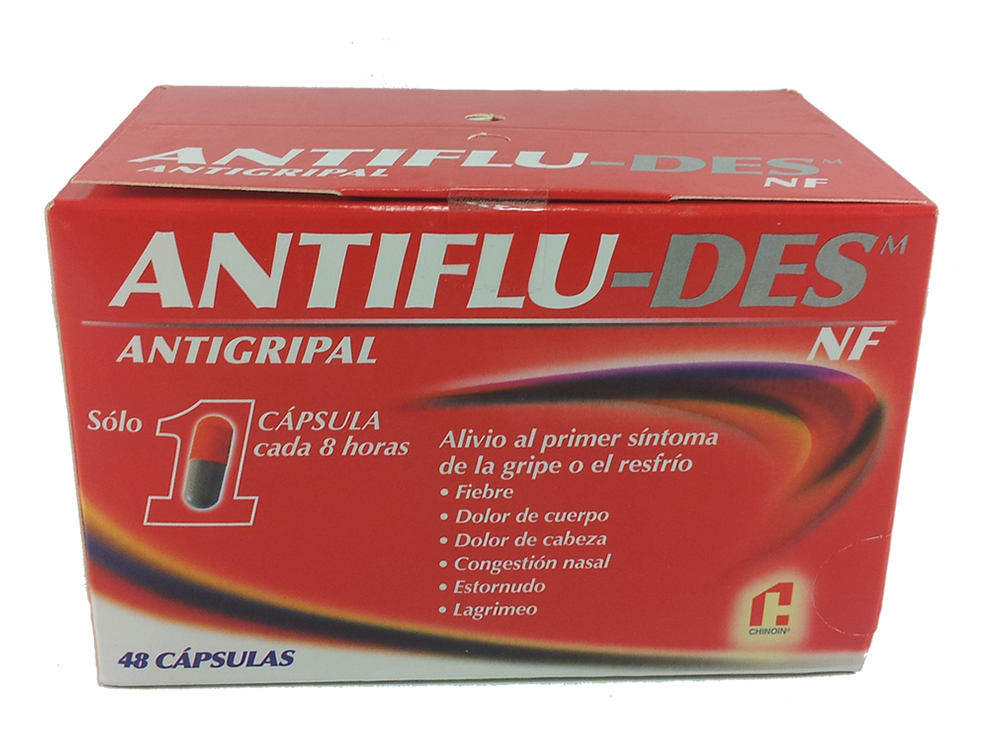 ANTIFLU-DES M
ANTIGRIPAL
NF
ANTIFLU-DES M
ANTIGRIPAL
NF
Sólo 1 CÁPSULA
cada 8 horas
Alivio al primer síntoma
de la gripe o el resfrío
• Fiebre
• Dolor de cuerpo
• Dolor de cabeza
• Congestión nasal
• Estornudo
• Lagrimeo
CHINOIN®
48 CÁPSULAS